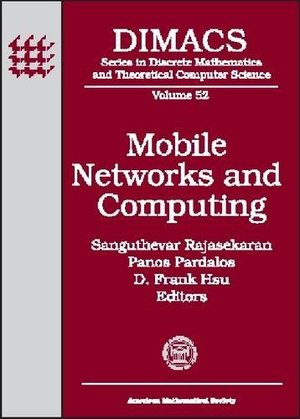 DIMACS
Series in Discrete Mathematics
and Theoretical Computer Science
Volume 52
Mobile
Networks and
Computing
Sanguthevar Rajasekaran
Panos Pardalos
D. Frank Hsu
Editors
American Mathematical Society